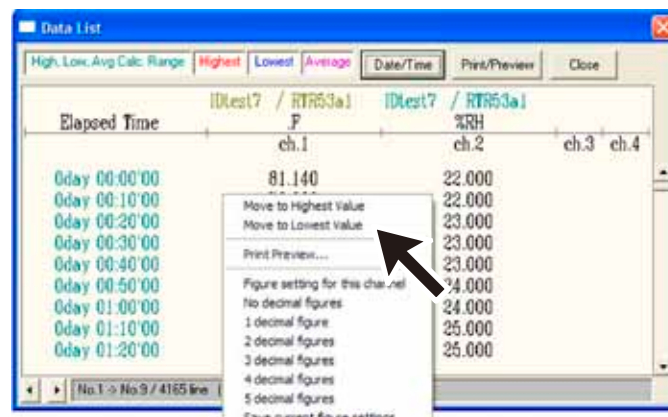 Data List
High, Low, Avg Calc. Range Highest Lowest Average Date/Time Print/Preview Close
IDtest7 / RTR53a1 IDtest7 / RTR53a1
Elapsed Time .F %RH
ch.1 ch.2 ch.3 ch.4
0day 00:00'00 81.140 22.000
0day 00:10'00 22.000
0day 00:20'00 23.000
0day 00:30'00 23.000
0day 00:40'00 23.000
0day 00:50'00 24.000
0day 01:00'00 24.000
0day 01:10'00 25.000
0day 01:20'00 25.000
Move to Highest Value
Move to Lowest Value
Print Preview...
Figure setting for this channel
No decimal figures
1 decimal figure
2 decimal figures
3 decimal figures
4 decimal figures
5 decimal figures
Save current figure settings
No.1 -> No.9 / 4165 line